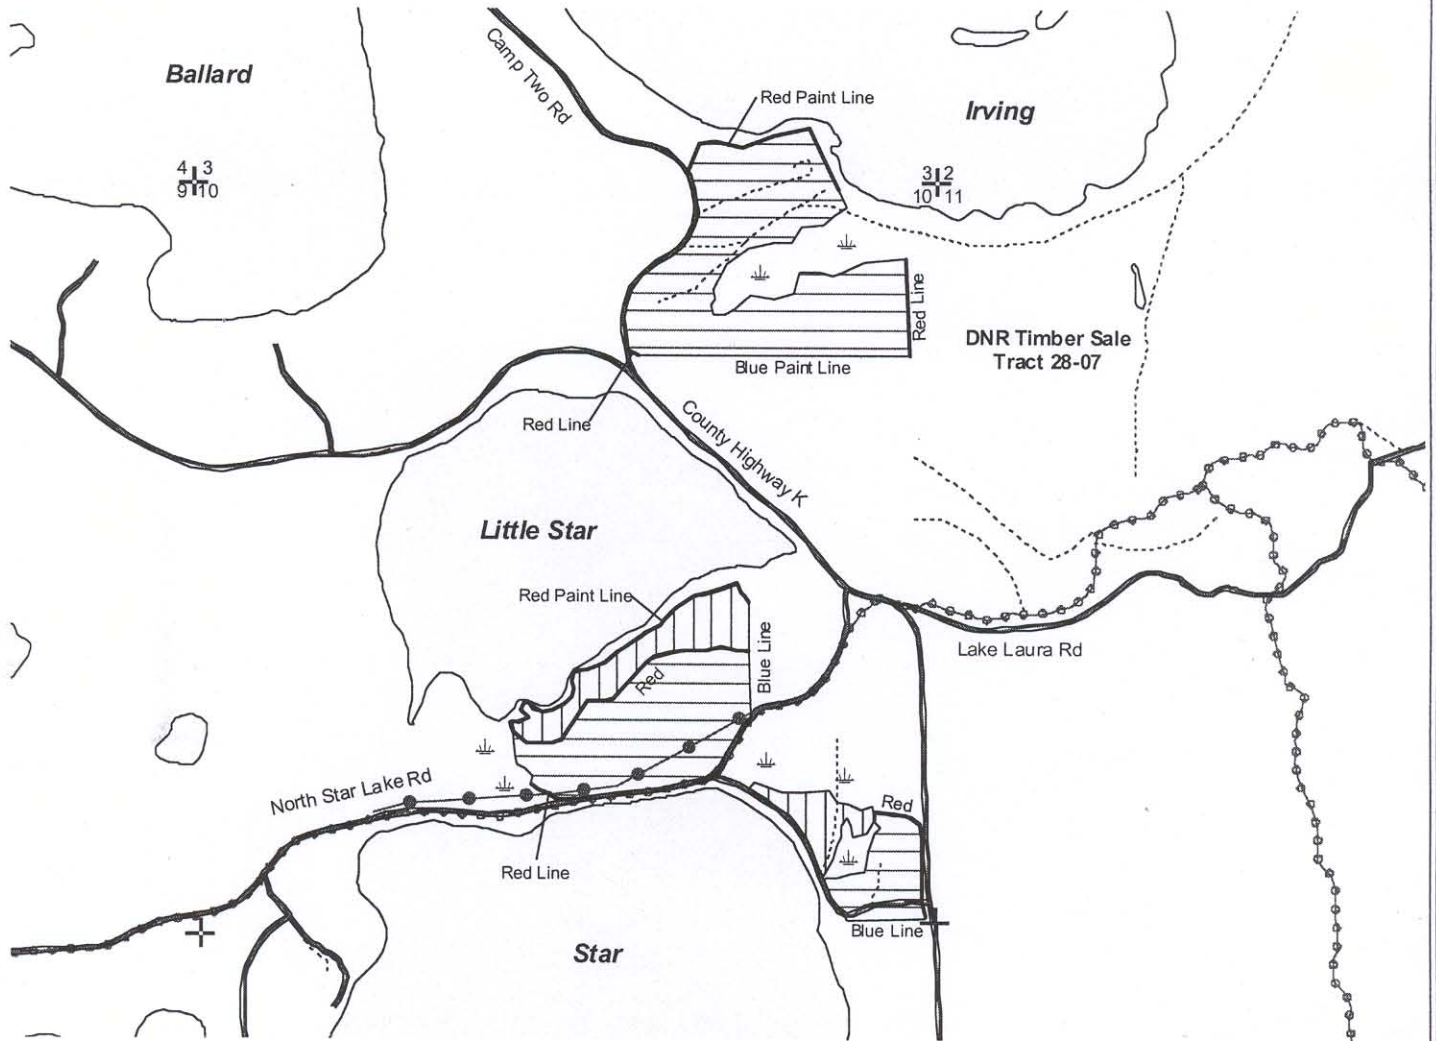 Camp Two Rd
Ballard
Red Paint Line
Irving
4 3
9 10
3 2
10 11
Red Line
DNR Timber Sale
Tract 28-07
Blue Paint Line
Red Line
County Highway K
Little Star
Red Paint Line
Blue Line
Lake Laura Rd
Red
North Star Lake Rd
Red
Red Line
Blue Line
Star